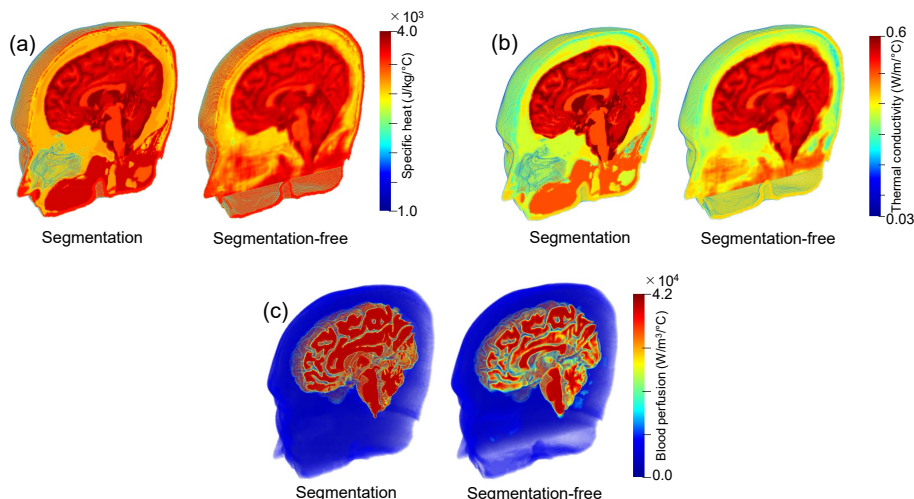 (a)
× 10³
4.0
Specific heat (J/kg/°C)
1.0
Segmentation
Segmentation-free
(b)
0.6
Thermal conductivity (W/m/°C)
0.03
Segmentation
Segmentation-free
(c)
× 10⁴
4.2
Blood perfusion (W/m³/°C)
0.0
Segmentation
Segmentation-free